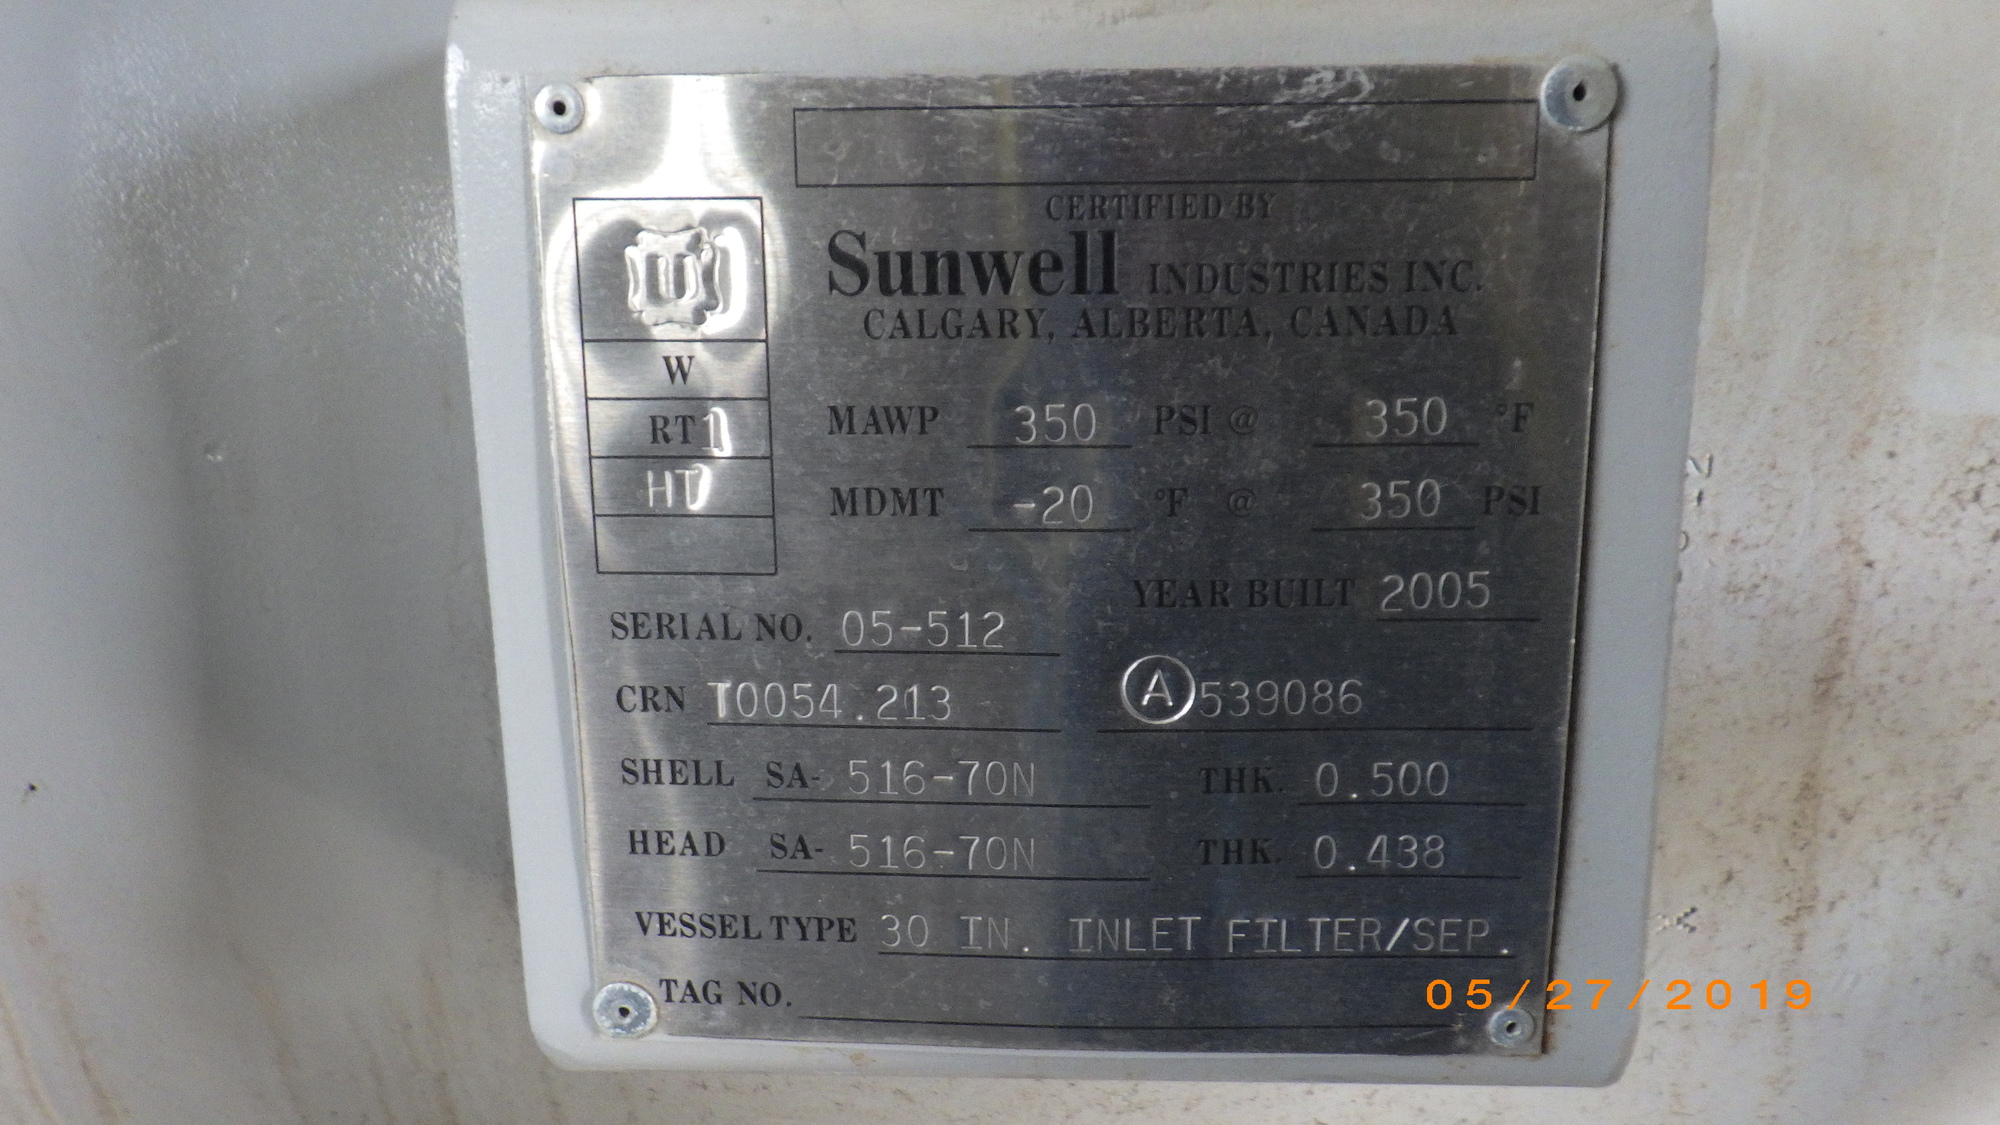 CERTIFIED BY
Sunwell INDUSTRIES INC.
CALGARY, ALBERTA, CANADA
U
W
RT1
HT
MAWP 350 PSI @ 350 °F
MDMT -20 °F @ 350 PSI
YEAR BUILT 2005
SERIAL NO. 05-512
CRN T0054.213 A 539086
SHELL SA- 516-70N THK. 0.500
HEAD SA- 516-70N THK. 0.438
VESSEL TYPE 30 IN. INLET FILTER/SEP.
TAG NO.
05/27/2019